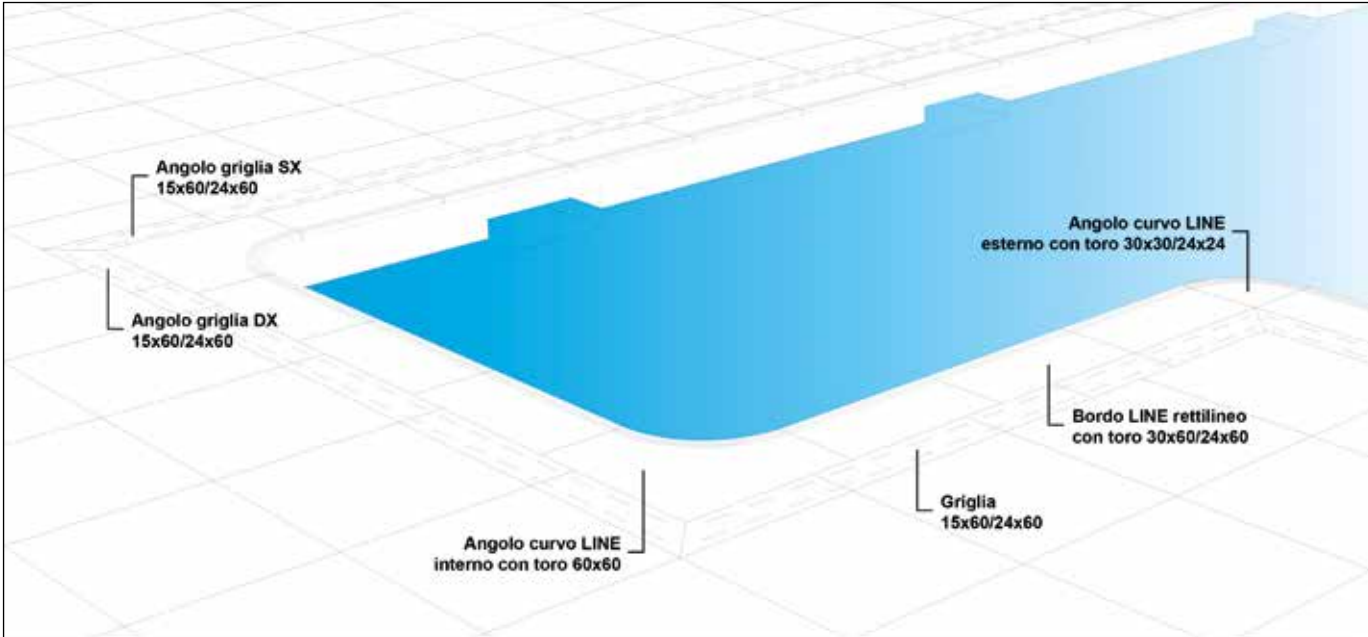 Angolo griglia SX
15x60/24x60
Angolo curvo LINE
esterno con toro 30x30/24x24
Angolo griglia DX
15x60/24x60
Bordo LINE rettilineo
con toro 30x60/24x60
Griglia
15x60/24x60
Angolo curvo LINE
interno con toro 60x60